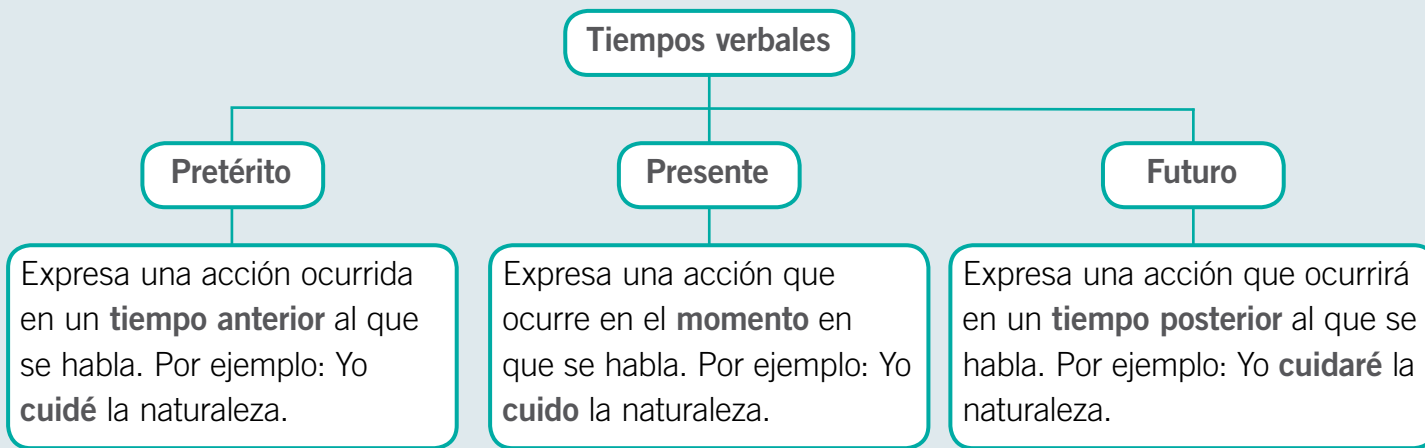 Tiempos verbales
Pretérito
Presente
Futuro
Expresa una acción ocurrida
en un tiempo anterior al que
se habla. Por ejemplo: Yo
cuidé la naturaleza.
Expresa una acción que
ocurre en el momento en
que se habla. Por ejemplo: Yo
cuido la naturaleza.
Expresa una acción que ocurrirá
en un tiempo posterior al que se
habla. Por ejemplo: Yo cuidaré la
naturaleza.